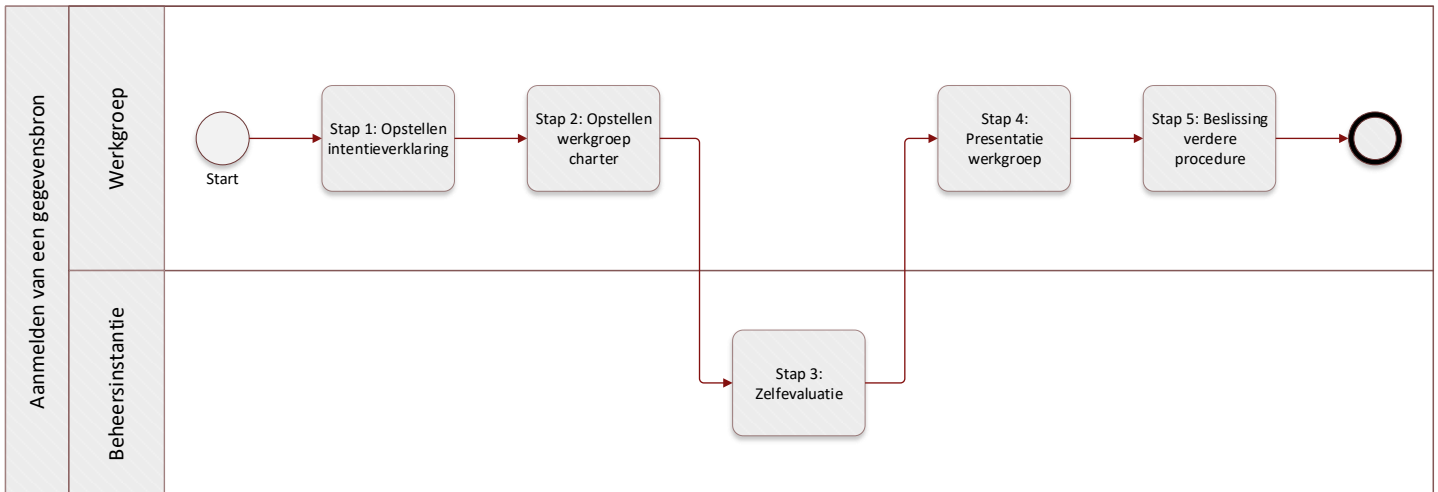 Aanmelden van een gegevensbron
Werkgroep
Start
Stap 1: Opstellen
intentieverklaring
Stap 2: Opstellen
werkgroep
charter
Stap 4:
Presentatie
werkgroep
Stap 5: Beslissing
verdere
procedure
Beheersinstantie
Stap 3:
Zelfevaluatie